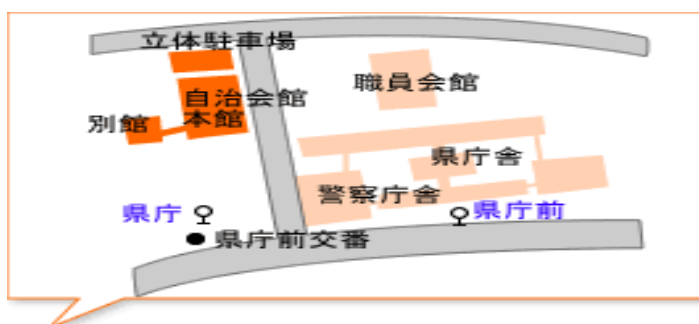 立体駐車場
職員会館
自治会館
本館
別館
県庁舎
警察庁舎
県庁
県庁前
県庁前交番